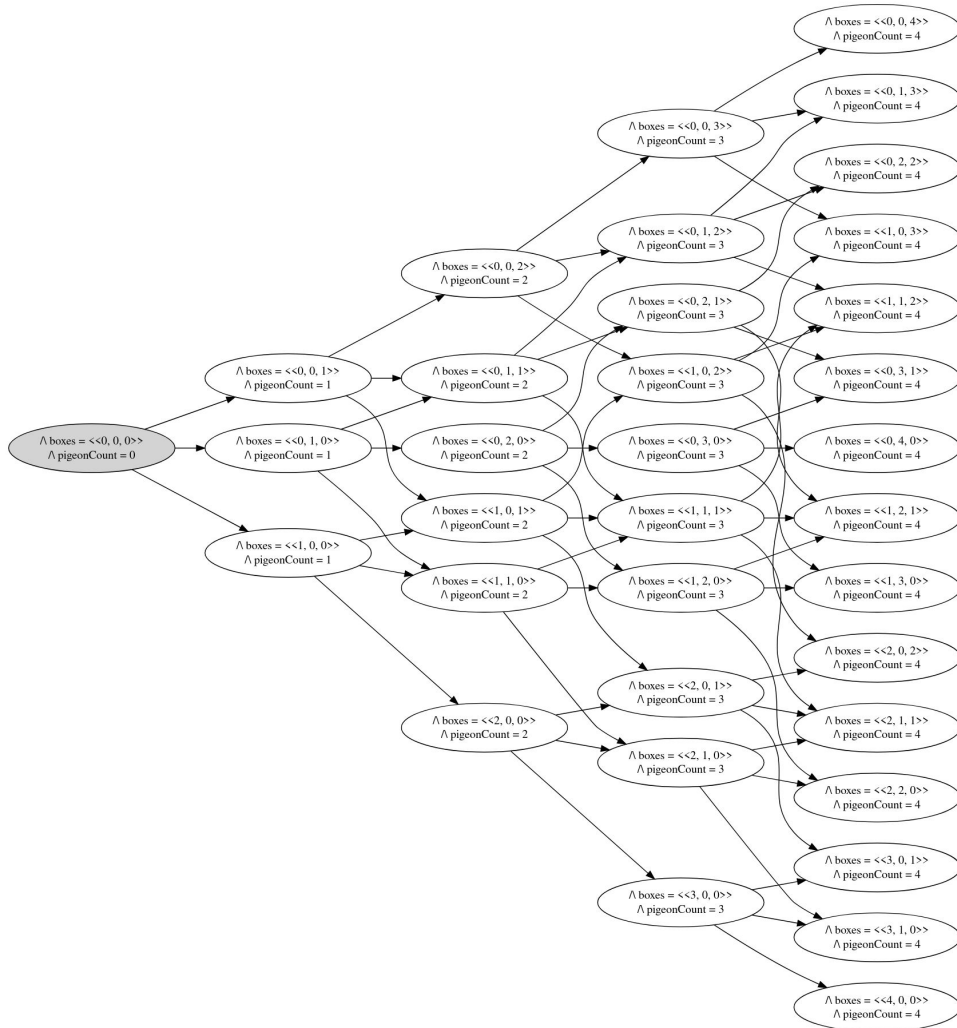 /\ boxes = <<0, 0, 0>>
/\ pigeonCount = 0
/\ boxes = <<0, 0, 1>>
/\ pigeonCount = 1
/\ boxes = <<0, 1, 0>>
/\ pigeonCount = 1
/\ boxes = <<1, 0, 0>>
/\ pigeonCount = 1
/\ boxes = <<0, 0, 2>>
/\ pigeonCount = 2
/\ boxes = <<0, 1, 1>>
/\ pigeonCount = 2
/\ boxes = <<0, 2, 0>>
/\ pigeonCount = 2
/\ boxes = <<1, 0, 1>>
/\ pigeonCount = 2
/\ boxes = <<1, 1, 0>>
/\ pigeonCount = 2
/\ boxes = <<2, 0, 0>>
/\ pigeonCount = 2
/\ boxes = <<0, 0, 3>>
/\ pigeonCount = 3
/\ boxes = <<0, 1, 2>>
/\ pigeonCount = 3
/\ boxes = <<0, 2, 1>>
/\ pigeonCount = 3
/\ boxes = <<1, 0, 2>>
/\ pigeonCount = 3
/\ boxes = <<0, 3, 0>>
/\ pigeonCount = 3
/\ boxes = <<1, 1, 1>>
/\ pigeonCount = 3
/\ boxes = <<1, 2, 0>>
/\ pigeonCount = 3
/\ boxes = <<2, 0, 1>>
/\ pigeonCount = 3
/\ boxes = <<2, 1, 0>>
/\ pigeonCount = 3
/\ boxes = <<3, 0, 0>>
/\ pigeonCount = 3
/\ boxes = <<0, 0, 4>>
/\ pigeonCount = 4
/\ boxes = <<0, 1, 3>>
/\ pigeonCount = 4
/\ boxes = <<0, 2, 2>>
/\ pigeonCount = 4
/\ boxes = <<1, 0, 3>>
/\ pigeonCount = 4
/\ boxes = <<1, 1, 2>>
/\ pigeonCount = 4
/\ boxes = <<0, 3, 1>>
/\ pigeonCount = 4
/\ boxes = <<0, 4, 0>>
/\ pigeonCount = 4
/\ boxes = <<1, 2, 1>>
/\ pigeonCount = 4
/\ boxes = <<1, 3, 0>>
/\ pigeonCount = 4
/\ boxes = <<2, 0, 2>>
/\ pigeonCount = 4
/\ boxes = <<2, 1, 1>>
/\ pigeonCount = 4
/\ boxes = <<2, 2, 0>>
/\ pigeonCount = 4
/\ boxes = <<3, 0, 1>>
/\ pigeonCount = 4
/\ boxes = <<3, 1, 0>>
/\ pigeonCount = 4
/\ boxes = <<4, 0, 0>>
/\ pigeonCount = 4